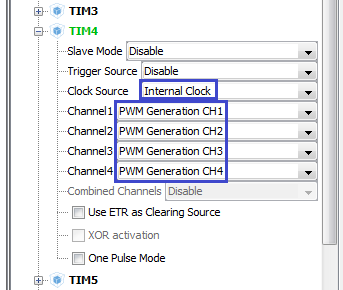 TIM3
TIM4
Slave Mode Disable
Trigger Source Disable
Clock Source Internal Clock
Channel1 PWM Generation CH1
Channel2 PWM Generation CH2
Channel3 PWM Generation CH3
Channel4 PWM Generation CH4
Combined Channels Disable
Use ETR as Clearing Source
XOR activation
One Pulse Mode
TIM5